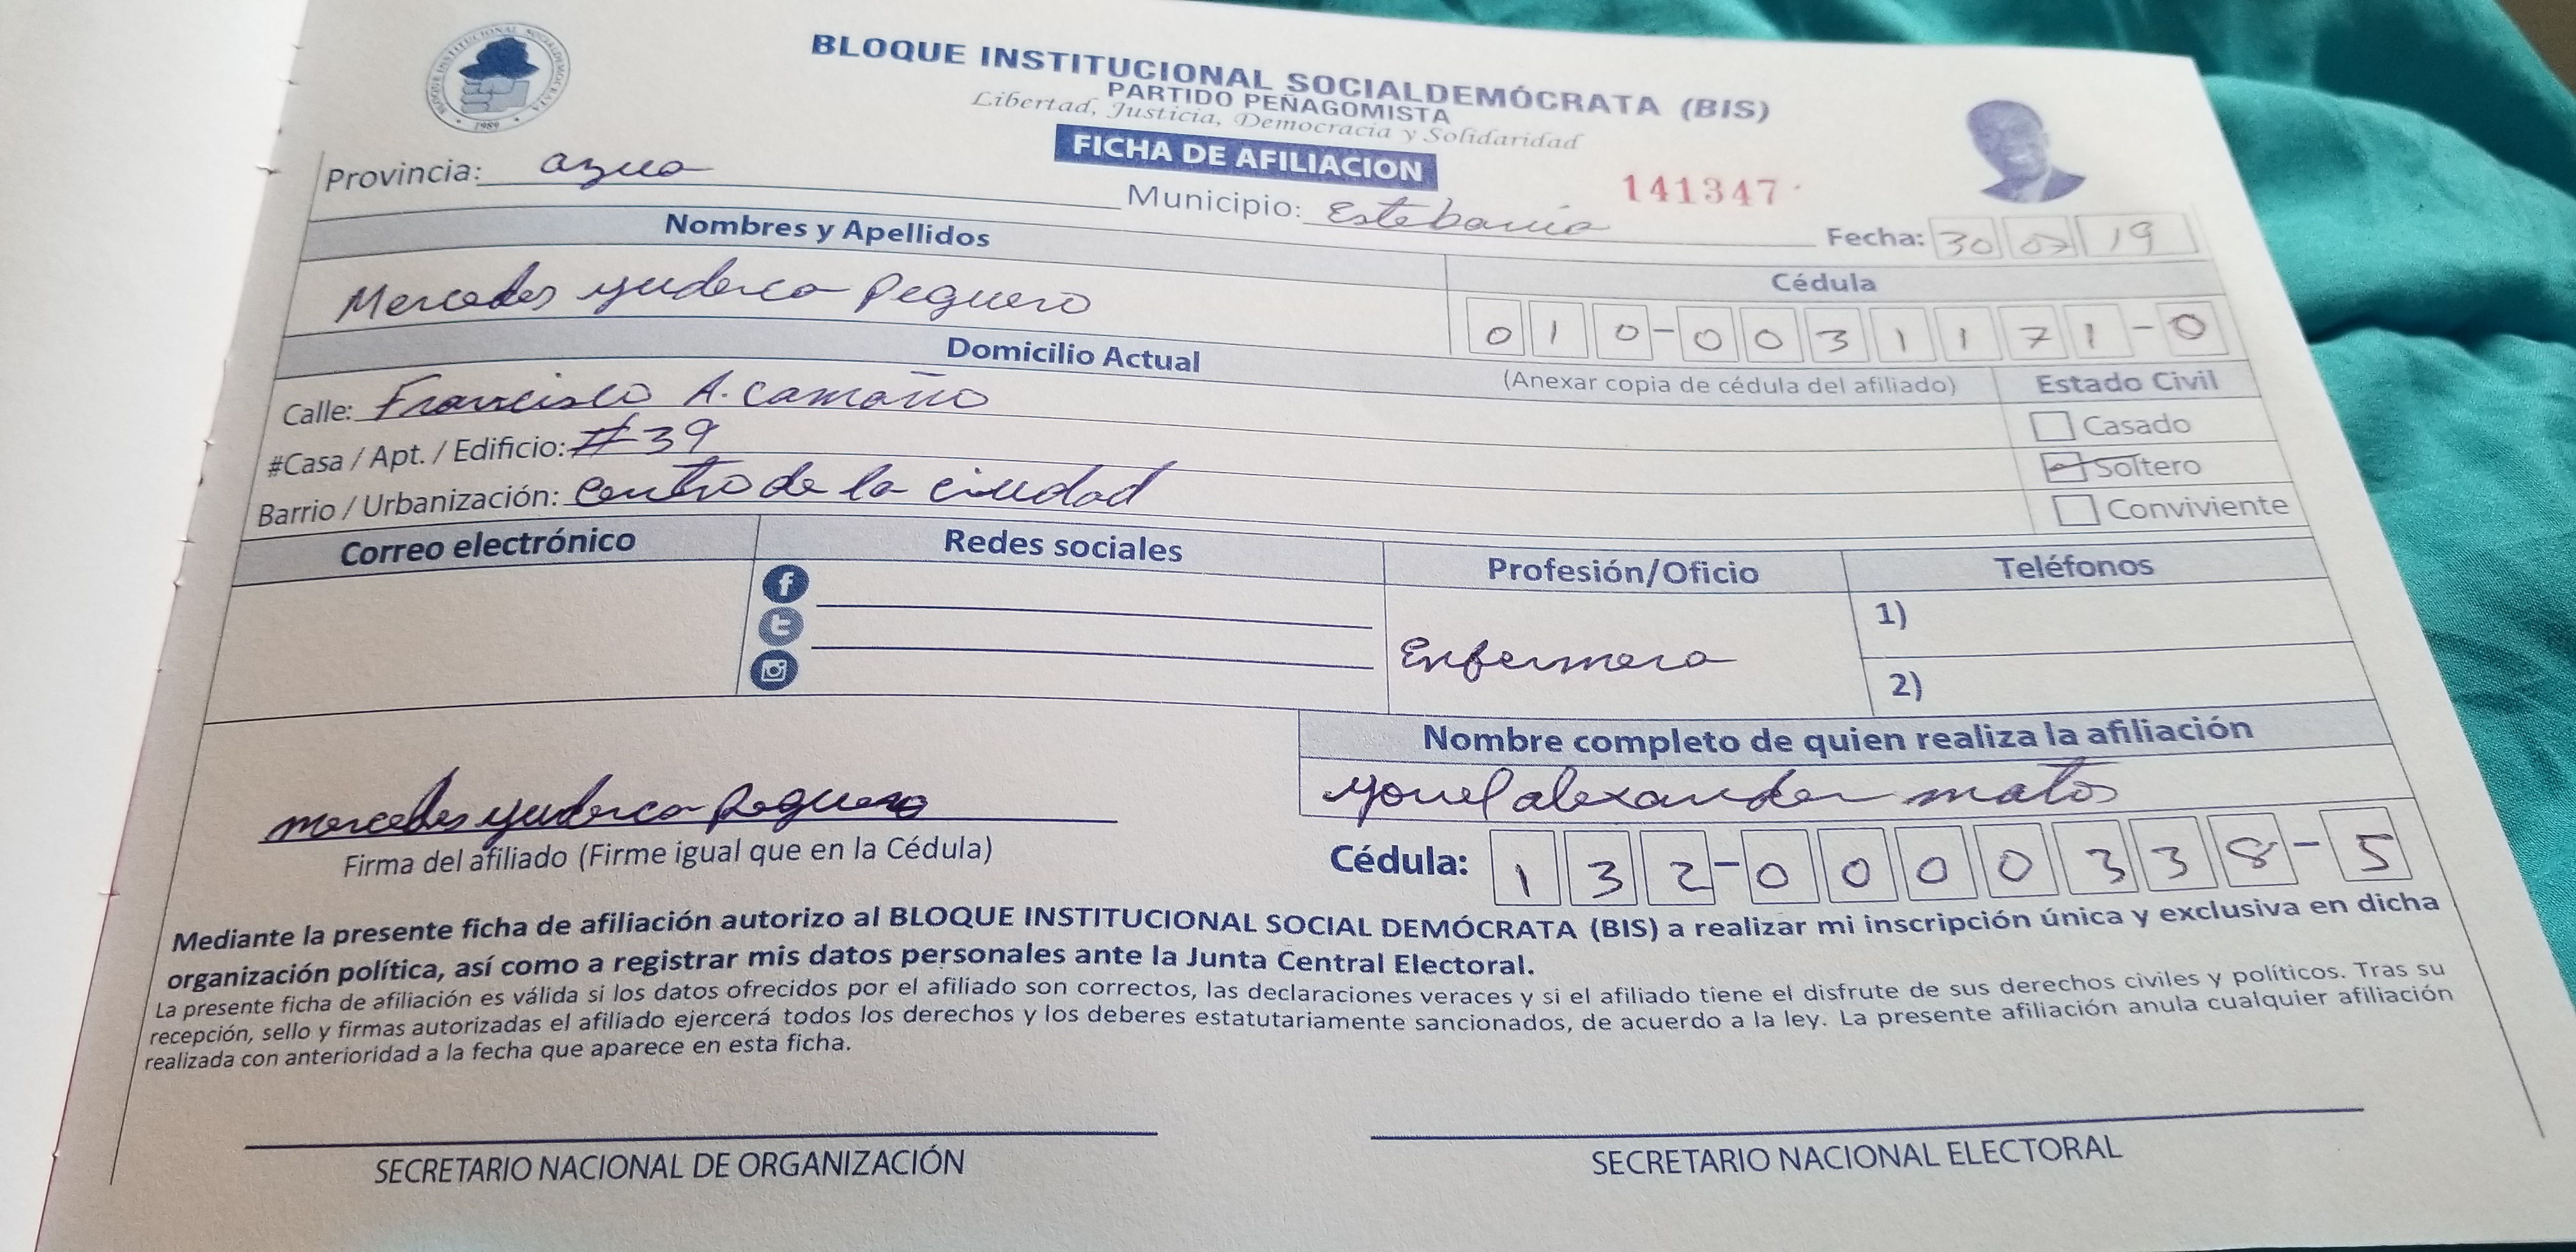 BLOQUE INSTITUCIONAL SOCIALDEMOCRATA
1989
BLOQUE INSTITUCIONAL SOCIALDEMÓCRATA (BIS)
PARTIDO PEÑAGOMISTA
Libertad, Justicia, Democracia y Solidaridad
FICHA DE AFILIACION
141347
Provincia: azua
Municipio: Estebania
Fecha: 30 07 19
Nombres y Apellidos
Cédula
Mercedes yuderca Peguero
010-0031171-0
(Anexar copia de cédula del afiliado)
Domicilio Actual
Estado Civil
Calle: Francisco A. camaño
Casado
#Casa / Apt. / Edificio: #39
Soltero
Barrio / Urbanización: centro de la ciudad
Conviviente
Correo electrónico
Redes sociales
Profesión/Oficio
Teléfonos
Enfermera
1)
2)
Nombre completo de quien realiza la afiliación
yonel alexander matos
mercedes yuderca Peguero
Firma del afiliado (Firme igual que en la Cédula)
Cédula: 132-0000338-5
Mediante la presente ficha de afiliación autorizo al BLOQUE INSTITUCIONAL SOCIAL DEMÓCRATA (BIS) a realizar mi inscripción única y exclusiva en dicha
organización política, así como a registrar mis datos personales ante la Junta Central Electoral.
La presente ficha de afiliación es válida si los datos ofrecidos por el afiliado son correctos, las declaraciones veraces y si el afiliado tiene el disfrute de sus derechos civiles y políticos. Tras su
recepción, sello y firmas autorizadas el afiliado ejercerá todos los derechos y los deberes estatutariamente sancionados, de acuerdo a la ley. La presente afiliación anula cualquier afiliación
realizada con anterioridad a la fecha que aparece en esta ficha.
SECRETARIO NACIONAL DE ORGANIZACIÓN
SECRETARIO NACIONAL ELECTORAL